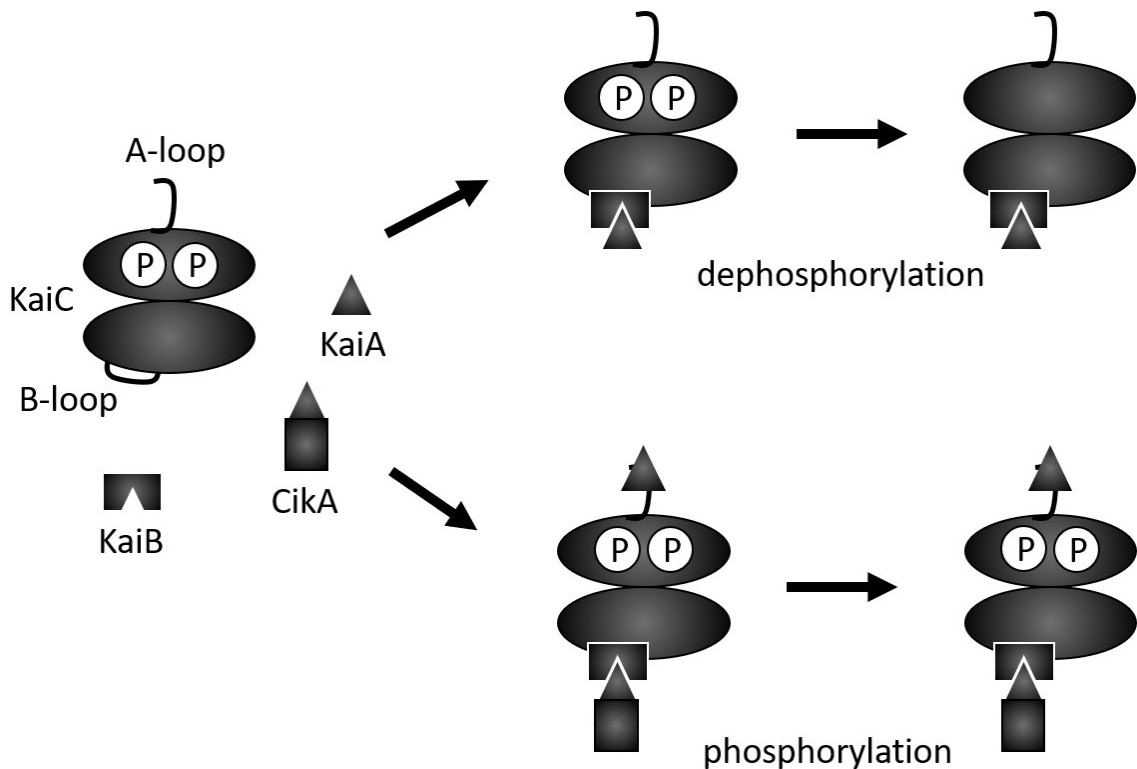 P P
A-loop
P P
KaiC
dephosphorylation
KaiA
B-loop
CikA
KaiB
P P
P P
phosphorylation